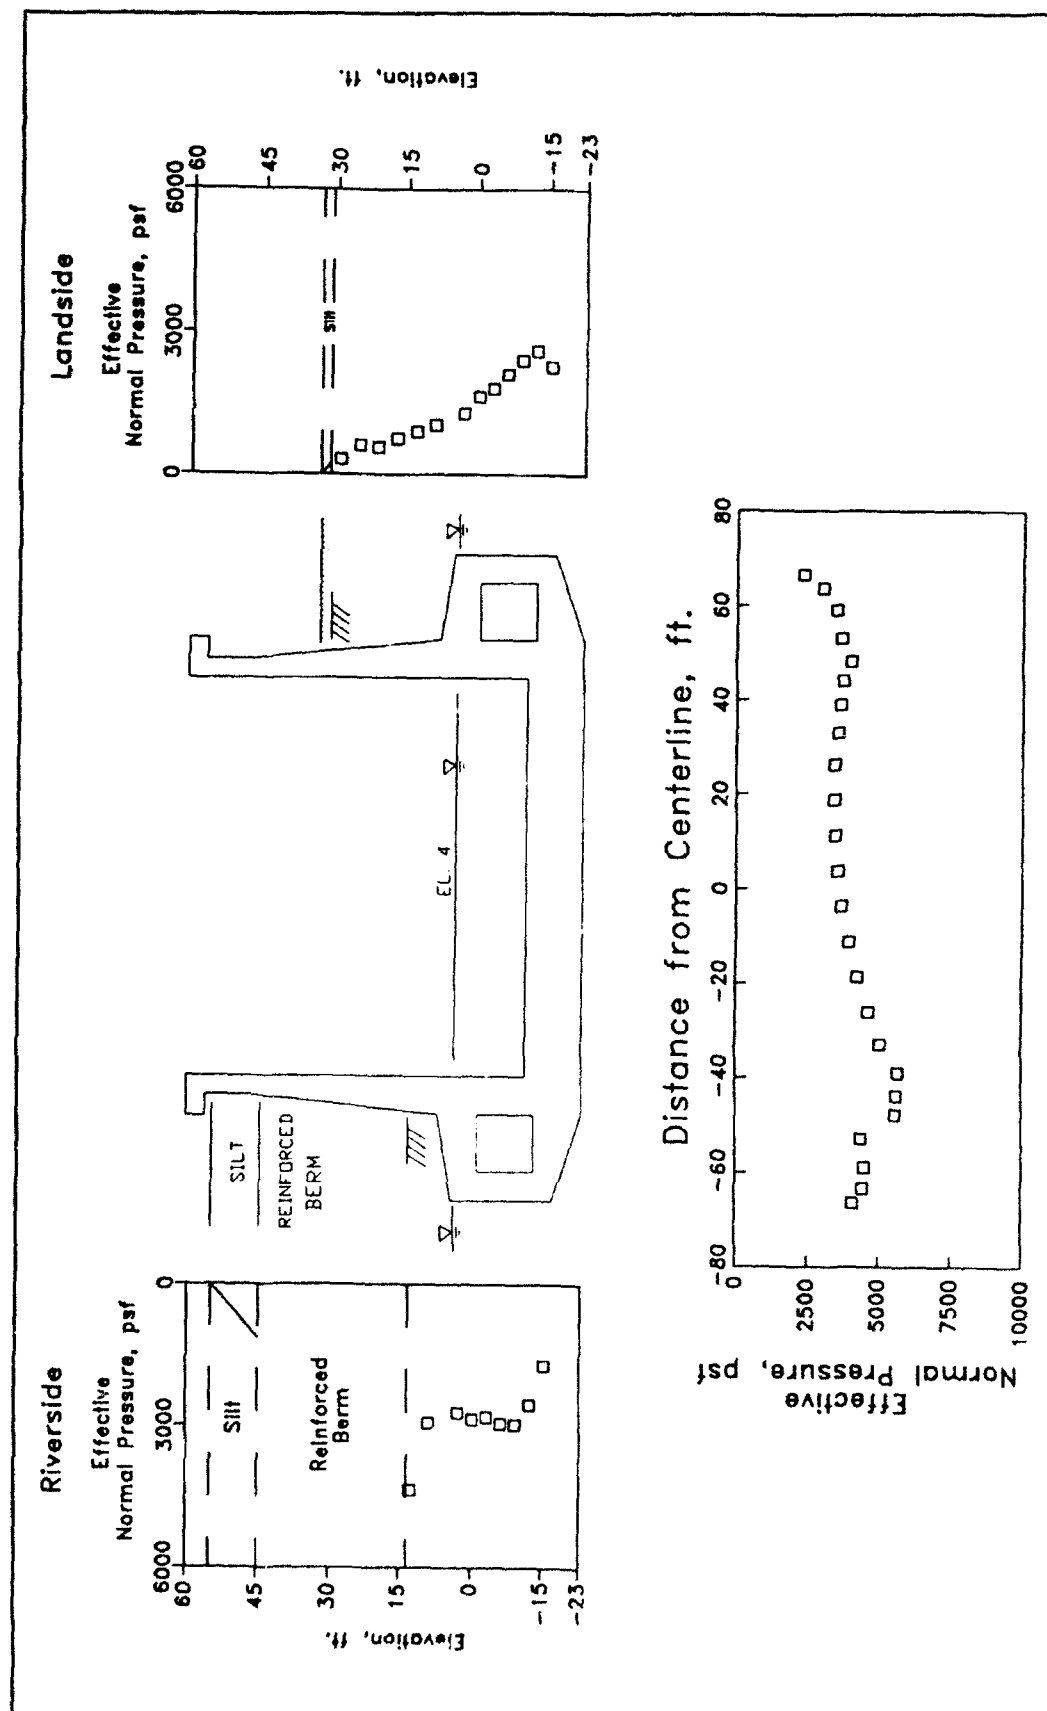 Riverside
Effective
Normal Pressure, psf
6000
3000
0
60
45
30
15
0
-15
-23
Elevation, ft.
Silt
Reinforced
Berm
SILT
REINFORCED
BERM
EL. 4
Landside
Effective
Normal Pressure, psf
0
3000
6000
60
45
30
15
0
-15
-23
Elevation, ft.
Silt
Distance from Centerline, ft.
-80
-60
-40
-20
0
20
40
60
80
0
2500
5000
7500
10000
Effective
Normal Pressure, psf